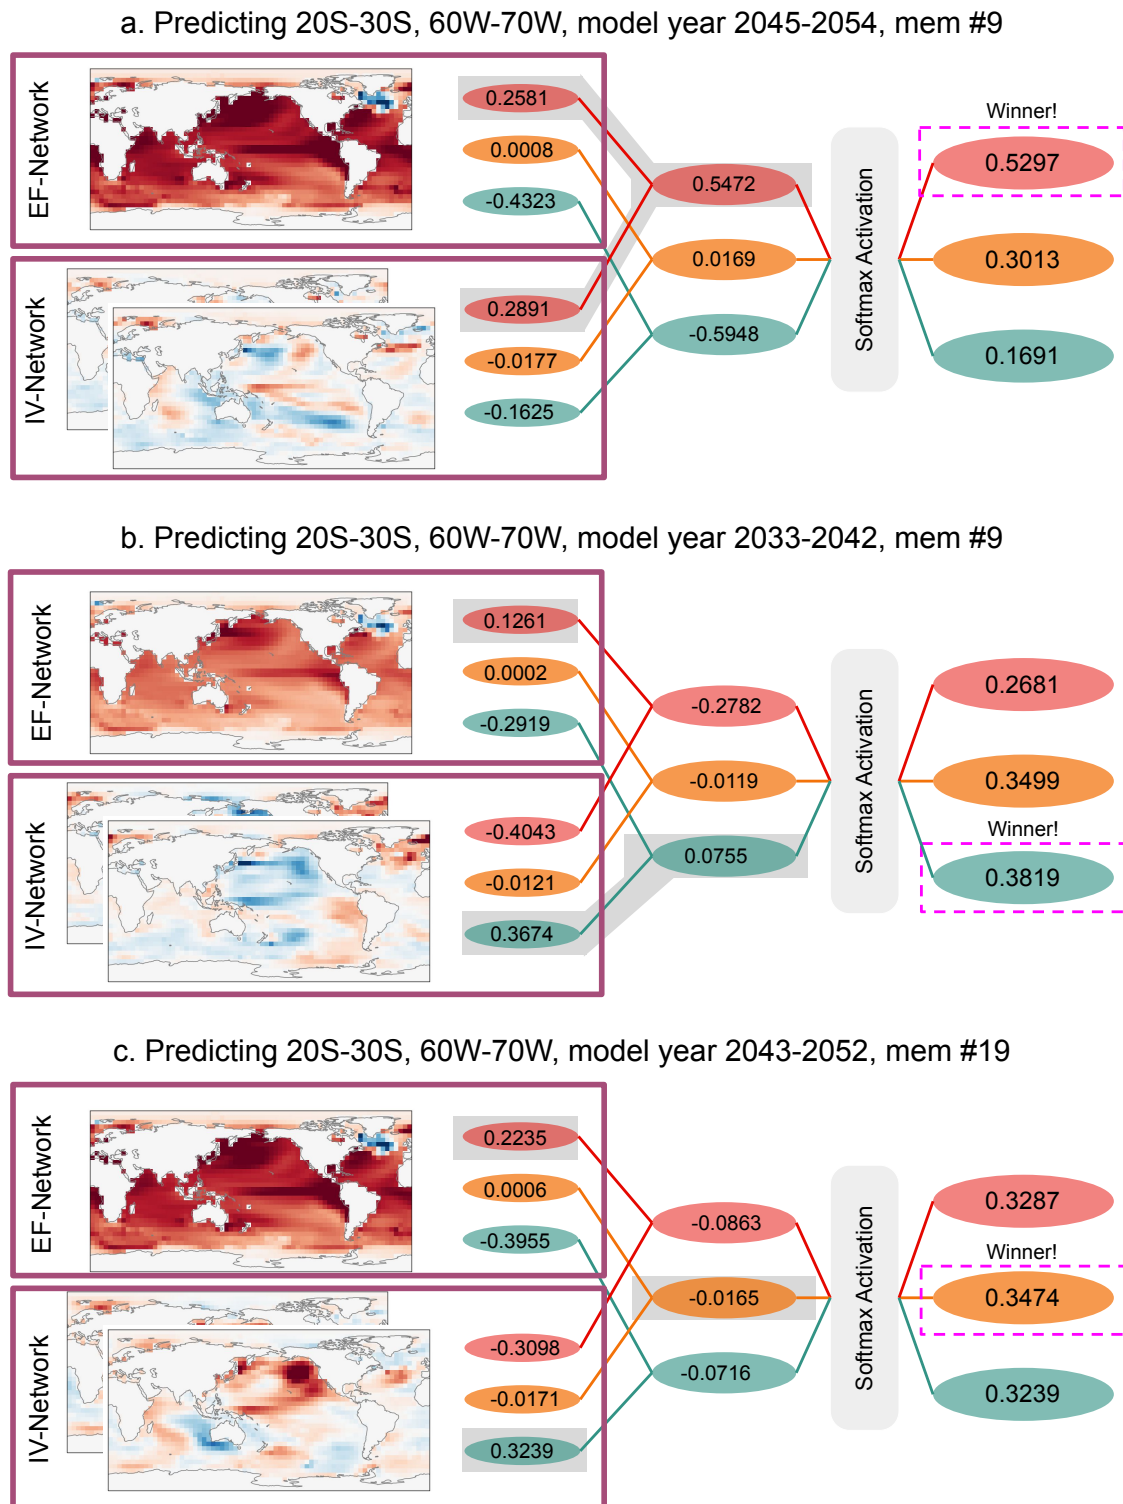 a. Predicting 20S-30S, 60W-70W, model year 2045-2054, mem #9
EF-Network
0.2581
0.0008
-0.4323
IV-Network
0.2891
-0.0177
-0.1625
0.5472
0.0169
-0.5948
Softmax Activation
Winner!
0.5297
0.3013
0.1691
b. Predicting 20S-30S, 60W-70W, model year 2033-2042, mem #9
EF-Network
0.1261
0.0002
-0.2919
IV-Network
-0.4043
-0.0121
0.3674
-0.2782
-0.0119
0.0755
Softmax Activation
0.2681
0.3499
Winner!
0.3819
c. Predicting 20S-30S, 60W-70W, model year 2043-2052, mem #19
EF-Network
0.2235
0.0006
-0.3955
IV-Network
-0.3098
-0.0171
0.3239
-0.0863
-0.0165
-0.0716
Softmax Activation
0.3287
Winner!
0.3474
0.3239